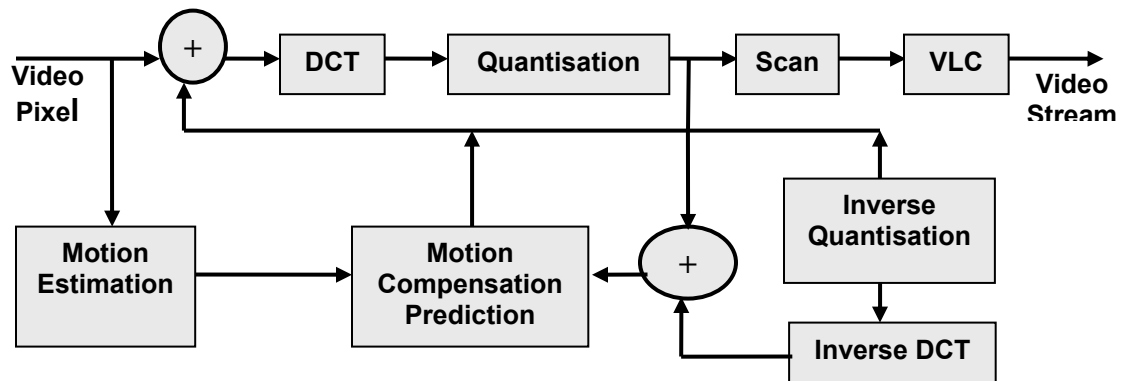 +
DCT
Quantisation
Scan
VLC
Video
Pixel
Video
Stream
Motion
Estimation
Motion
Compensation
Prediction
+
Inverse
Quantisation
Inverse DCT